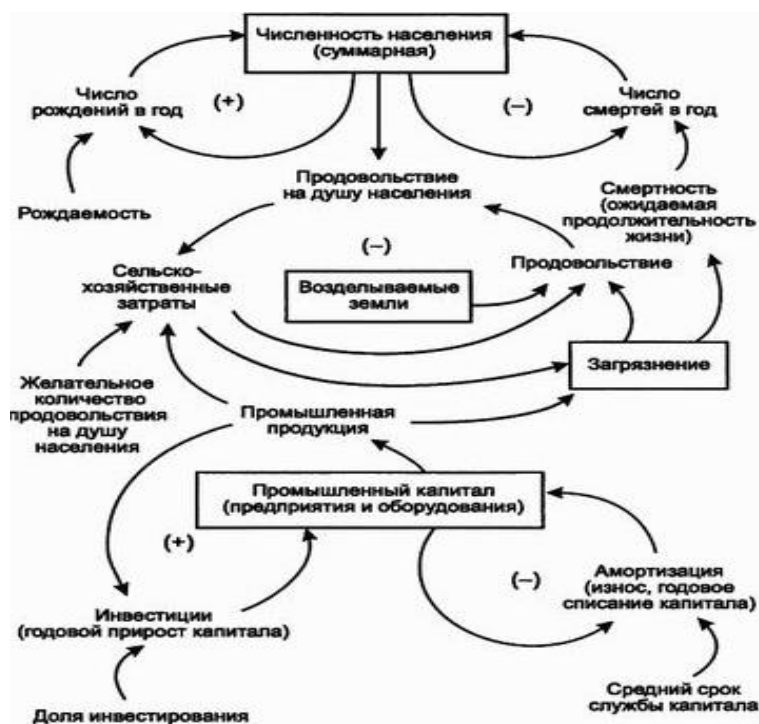 Численность населения
(суммарная)
Число
рождений в год
(+)
(–)
Число
смертей в год
Продовольствие
на душу населения
Рождаемость
Смертность
(ожидаемая
продолжительность
жизни)
(–)
Сельско-
хозяйственные
затраты
Возделываемые
земли
Продовольствие
Загрязнение
Желательное
количество
продовольствия
на душу
населения
Промышленная
продукция
Промышленный капитал
(предприятия и оборудования)
(+)
(–)
Инвестиции
(годовой прирост капитала)
Амортизация
(износ, годовое
списание капитала)
Доля инвестирования
Средний срок
службы капитала